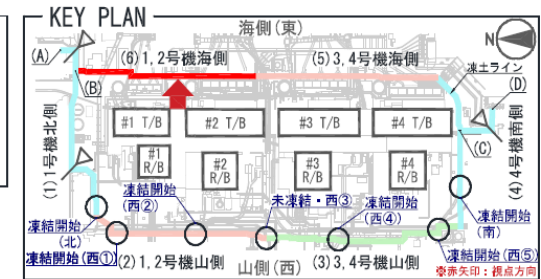 KEY PLAN
海側(東)
N
(A)
(6)1,2号機海側
(5)3,4号機海側
凍土ライン
(B)
(D)
#1 T/B
#2 T/B
#3 T/B
#4 T/B
(C)
(1)1号機北側
(4)4号機南側
#1
R/B
#2
R/B
#3
R/B
#4
R/B
凍結開始
(西②)
未凍結・西③
凍結開始
(西④)
凍結開始
(北)
凍結開始
(南)
凍結開始(西①)
(2)1,2号機山側
山側(西)
(3)3,4号機山側
凍結開始(西⑤)
※赤矢印:視点方向